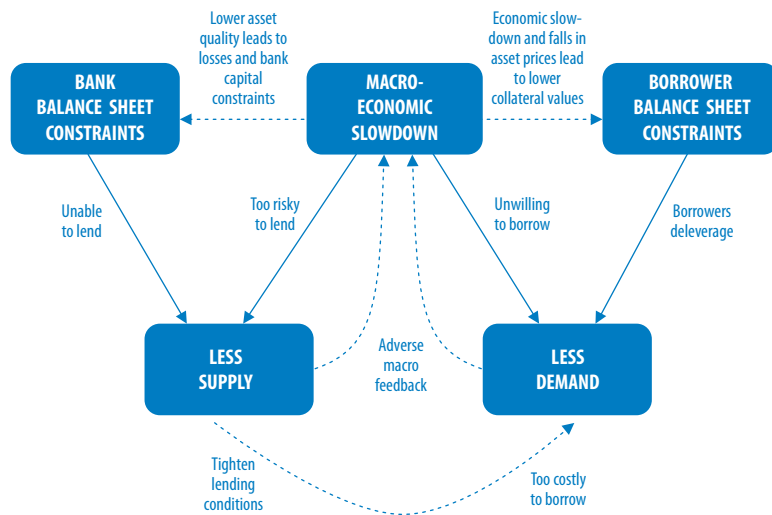 Lower asset
quality leads to
losses and bank
capital
constraints
Economic slow-
down and falls in
asset prices lead
to lower
collateral values
BANK
BALANCE SHEET
CONSTRAINTS
MACRO-
ECONOMIC
SLOWDOWN
BORROWER
BALANCE SHEET
CONSTRAINTS
Unable
to lend
Too risky
to lend
Unwilling
to borrow
Borrowers
deleverage
LESS
SUPPLY
Adverse
macro
feedback
LESS
DEMAND
Tighten
lending
conditions
Too costly
to borrow